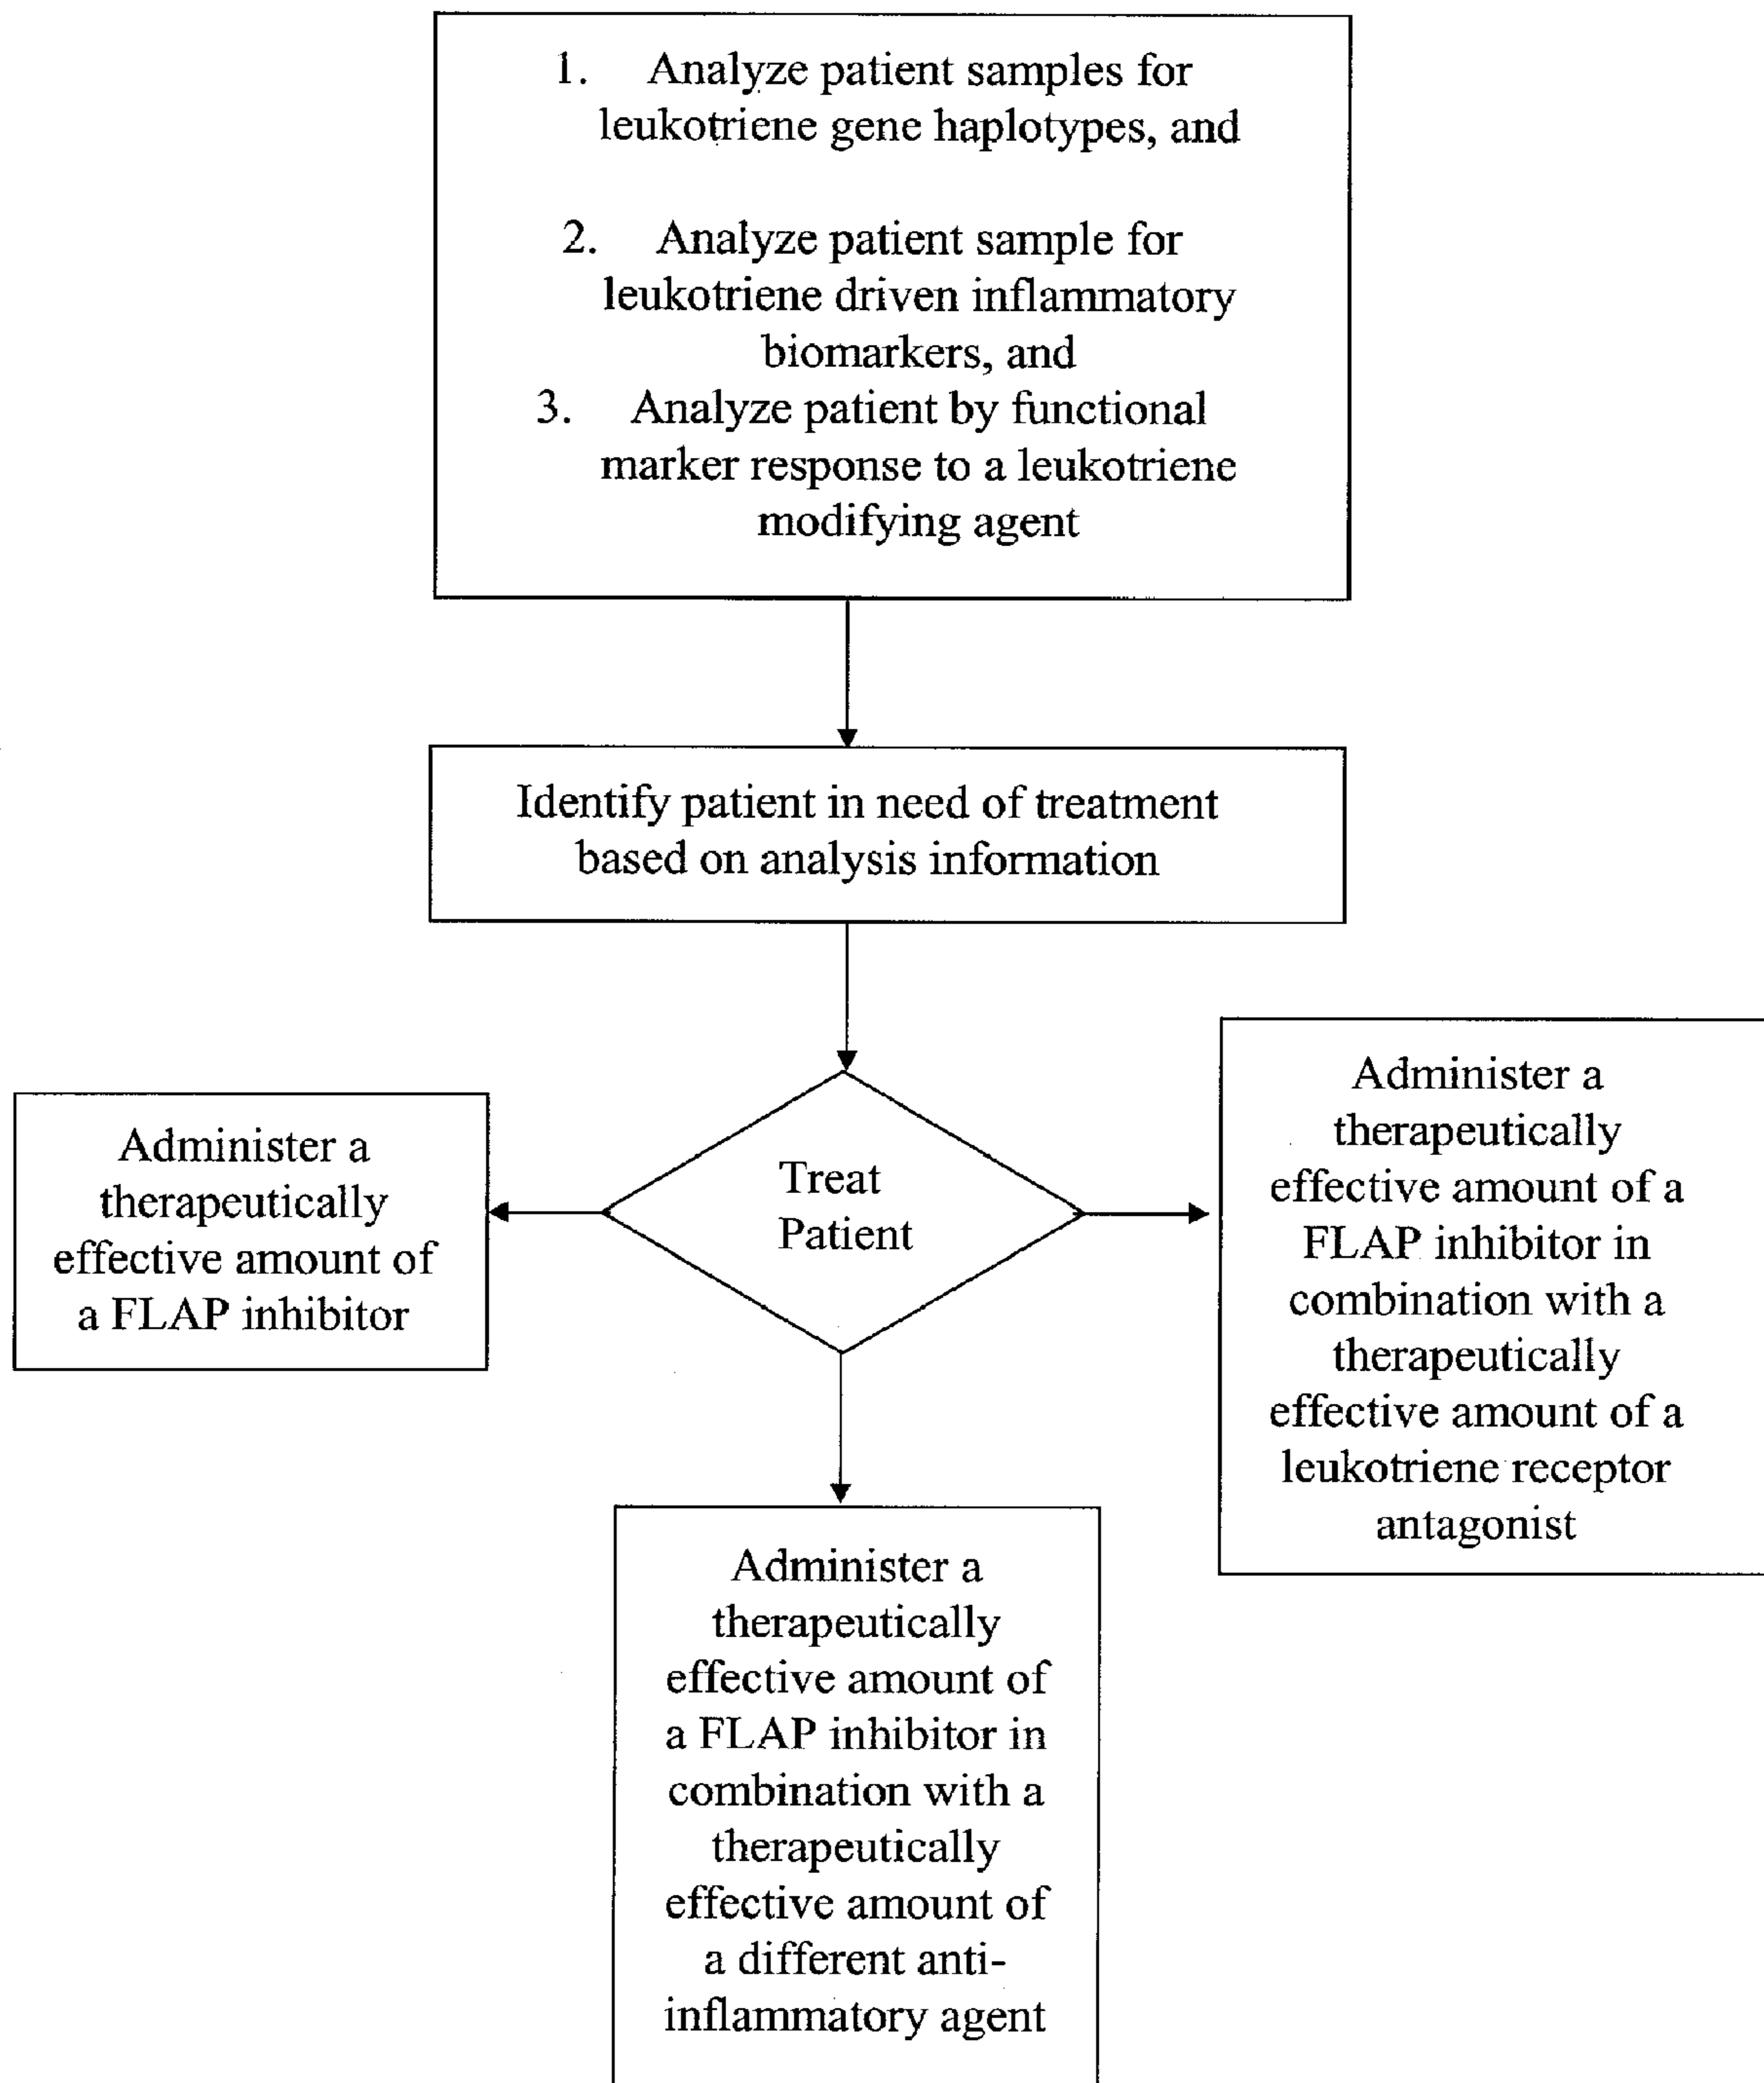 1. Analyze patient samples for
leukotriene gene haplotypes, and
2. Analyze patient sample for
leukotriene driven inflammatory
biomarkers, and
3. Analyze patient by functional
marker response to a leukotriene
modifying agent
Identify patient in need of treatment
based on analysis information
Treat
Patient
Administer a
therapeutically
effective amount of
a FLAP inhibitor
Administer a
therapeutically
effective amount of a
FLAP inhibitor in
combination with a
therapeutically
effective amount of a
leukotriene receptor
antagonist
Administer a
therapeutically
effective amount of
a FLAP inhibitor in
combination with a
therapeutically
effective amount of
a different anti-
inflammatory agent